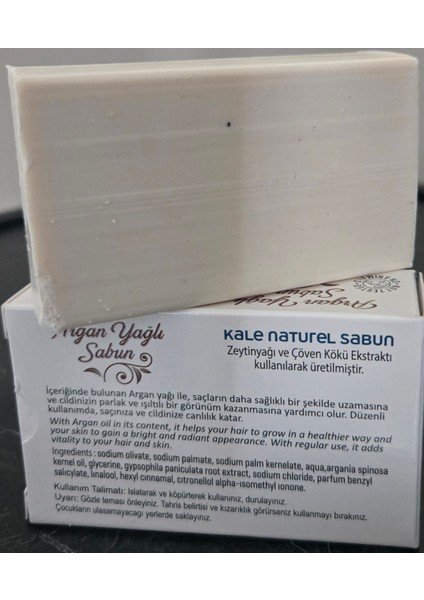 Argan Yağlı
Sabun
Argan Yağlı
Sabun
KALE NATUREL SABUN
Zeytinyağı ve Çöven Kökü Ekstraktı
kullanılarak üretilmiştir.
İçeriğinde bulunan Argan yağı ile, saçların daha sağlıklı bir şekilde uzamasına
ve cildinizin parlak ve ışıltılı bir görünüm kazanmasına yardımcı olur. Düzenli
kullanımda, saçınıza ve cildinize canlılık katar.
With Argan oil in its content, it helps your hair to grow in a healthier way and
your skin to gain a bright and radiant appearance. With regular use, it adds
vitality to your hair and skin.
Ingredients : sodium olivate, sodium palmate, sodium palm kernelate, aqua,argania spinosa
kernel oil, glycerine, gypsophila paniculata root extract, sodium chloride, parfum benzyl
salicylate, linalool, hexyl cinnamal, citronellol alpha-isomethyl ionone.
Kullanım Talimatı: Islatarak ve köpürterek kullanınız, durulayınız.
Uyarı: Gözle teması önleyiniz. Tahris belirtisi ve kızarıklık görürseniz kullanmayı bırakınız.
Çocukların ulaşamayacağı yerlerde saklayınız.